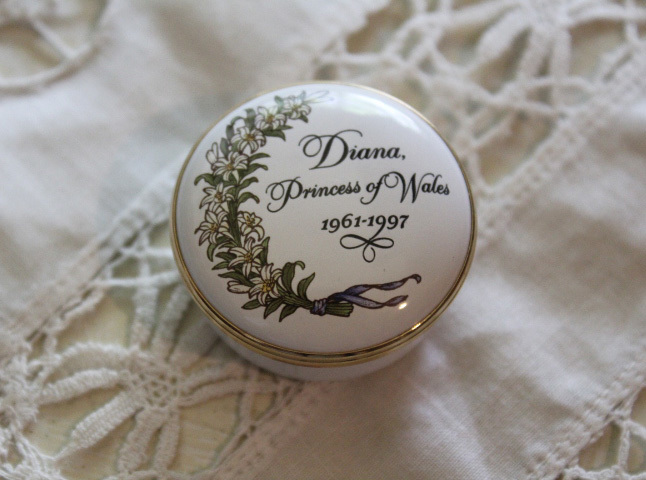 Diana,
Princess of Wales
1961-1997